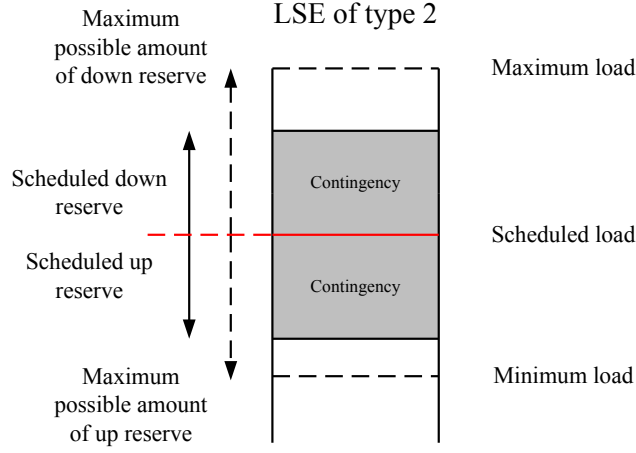 LSE of type 2
Maximum
possible amount
of down reserve
Maximum load
Contingency
Scheduled down
reserve
Scheduled load
Scheduled up
reserve
Contingency
Minimum load
Maximum
possible amount
of up reserve